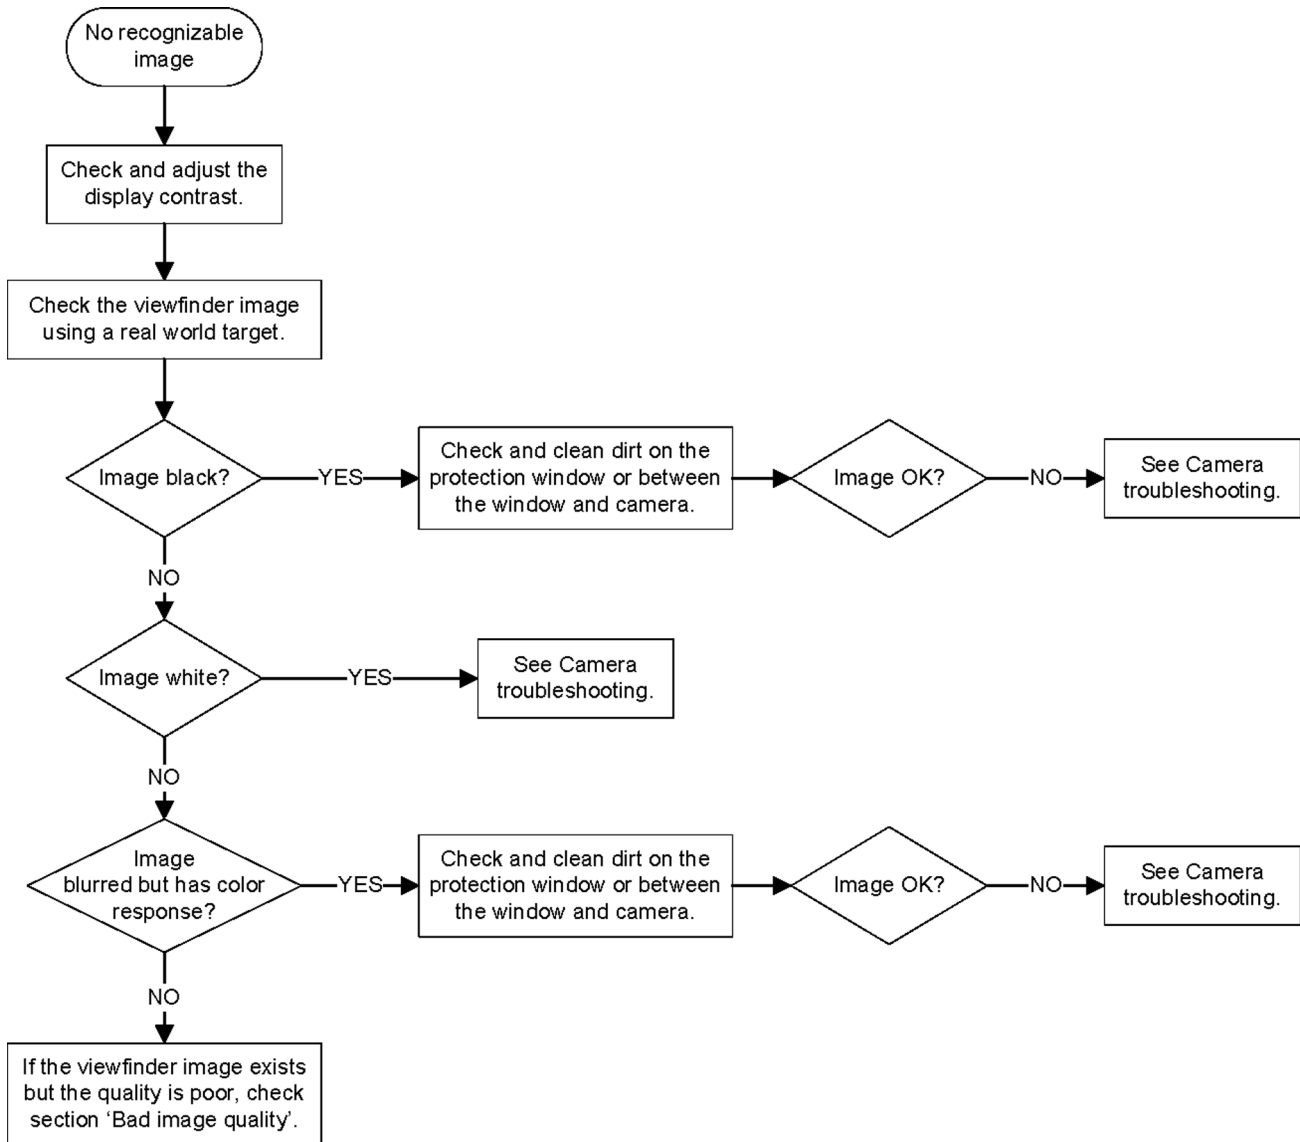 No recognizable
image
Check and adjust the
display contrast.
Check the viewfinder image
using a real world target.
Image black?
YES
Check and clean dirt on the
protection window or between
the window and camera.
Image OK?
NO
See Camera
troubleshooting.
NO
Image white?
YES
See Camera
troubleshooting.
NO
Image
blurred but has color
response?
YES
Check and clean dirt on the
protection window or between
the window and camera.
Image OK?
NO
See Camera
troubleshooting.
NO
If the viewfinder image exists
but the quality is poor, check
section ‘Bad image quality’.